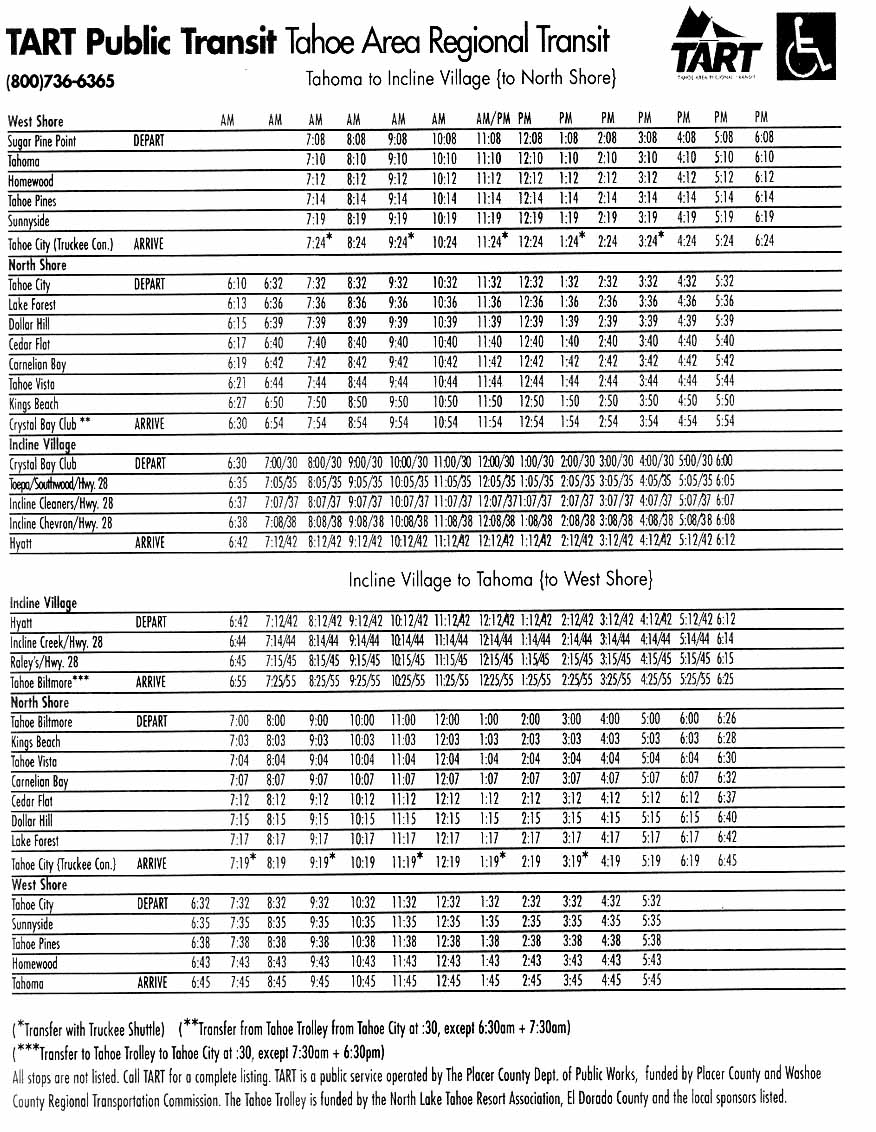 TART Public Transit Tahoe Area Regional Transit
TART
TAHOE AREA REGIONAL TRANSIT
(800)736-6365 Tahoma to Incline Village {to North Shore}
West Shore AM AM AM AM AM AM AM/PM PM PM PM PM PM PM PM
Sugar Pine Point DEPART 7:08 8:08 9:08 10:08 11:08 12:08 1:08 2:08 3:08 4:08 5:08 6:08
Tahoma 7:10 8:10 9:10 10:10 11:10 12:10 1:10 2:10 3:10 4:10 5:10 6:10
Homewood 7:12 8:12 9:12 10:12 11:12 12:12 1:12 2:12 3:12 4:12 5:12 6:12
Tahoe Pines 7:14 8:14 9:14 10:14 11:14 12:14 1:14 2:14 3:14 4:14 5:14 6:14
Sunnyside 7:19 8:19 9:19 10:19 11:19 12:19 1:19 2:19 3:19 4:19 5:19 6:19
Tahoe City (Truckee Con.) ARRIVE 7:24* 8:24 9:24* 10:24 11:24* 12:24 1:24* 2:24 3:24* 4:24 5:24 6:24
North Shore
Tahoe City DEPART 6:10 6:32 7:32 8:32 9:32 10:32 11:32 12:32 1:32 2:32 3:32 4:32 5:32
Lake Forest 6:13 6:36 7:36 8:36 9:36 10:36 11:36 12:36 1:36 2:36 3:36 4:36 5:36
Dollar Hill 6:15 6:39 7:39 8:39 9:39 10:39 11:39 12:39 1:39 2:39 3:39 4:39 5:39
Cedar Flat 6:17 6:40 7:40 8:40 9:40 10:40 11:40 12:40 1:40 2:40 3:40 4:40 5:40
Carnelian Bay 6:19 6:42 7:42 8:42 9:42 10:42 11:42 12:42 1:42 2:42 3:42 4:42 5:42
Tahoe Vista 6:21 6:44 7:44 8:44 9:44 10:44 11:44 12:44 1:44 2:44 3:44 4:44 5:44
Kings Beach 6:27 6:50 7:50 8:50 9:50 10:50 11:50 12:50 1:50 2:50 3:50 4:50 5:50
Crystal Bay Club ** ARRIVE 6:30 6:54 7:54 8:54 9:54 10:54 11:54 12:54 1:54 2:54 3:54 4:54 5:54
Incline Village
Crystal Bay Club DEPART 6:30 7:00/30 8:00/30 9:00/30 10:00/30 11:00/30 12:00/30 1:00/30 2:00/30 3:00/30 4:00/30 5:00/30 6:00
Toepa/Southwood/Hwy. 28 6:35 7:05/35 8:05/35 9:05/35 10:05/35 11:05/35 12:05/35 1:05/35 2:05/35 3:05/35 4:05/35 5:05/35 6:05
Incline Cleaners/Hwy. 28 6:37 7:07/37 8:07/37 9:07/37 10:07/37 11:07/37 12:07/37 1:07/37 2:07/37 3:07/37 4:07/37 5:07/37 6:07
Incline Chevron/Hwy. 28 6:38 7:08/38 8:08/38 9:08/38 10:08/38 11:08/38 12:08/38 1:08/38 2:08/38 3:08/38 4:08/38 5:08/38 6:08
Hyatt ARRIVE 6:42 7:12/42 8:12/42 9:12/42 10:12/42 11:12/42 12:12/42 1:12/42 2:12/42 3:12/42 4:12/42 5:12/42 6:12
Incline Village to Tahoma {to West Shore}
Incline Village
Hyatt DEPART 6:42 7:12/42 8:12/42 9:12/42 10:12/42 11:12/42 12:12/42 1:12/42 2:12/42 3:12/42 4:12/42 5:12/42 6:12
Incline Creek/Hwy. 28 6:44 7:14/44 8:14/44 9:14/44 10:14/44 11:14/44 12:14/44 1:14/44 2:14/44 3:14/44 4:14/44 5:14/44 6:14
Raley's/Hwy. 28 6:45 7:15/45 8:15/45 9:15/45 10:15/45 11:15/45 12:15/45 1:15/45 2:15/45 3:15/45 4:15/45 5:15/45 6:15
Tahoe Biltmore*** ARRIVE 6:55 7:25/55 8:25/55 9:25/55 10:25/55 11:25/55 12:25/55 1:25/55 2:25/55 3:25/55 4:25/55 5:25/55 6:25
North Shore
Tahoe Biltmore DEPART 7:00 8:00 9:00 10:00 11:00 12:00 1:00 2:00 3:00 4:00 5:00 6:00 6:26
Kings Beach 7:03 8:03 9:03 10:03 11:03 12:03 1:03 2:03 3:03 4:03 5:03 6:03 6:28
Tahoe Vista 7:04 8:04 9:04 10:04 11:04 12:04 1:04 2:04 3:04 5:04 5:04 6:04 6:30
Carnelian Bay 7:07 8:07 9:07 10:07 11:07 12:07 1:07 2:07 3:07 4:07 5:07 6:07 6:32
Cedar Flat 7:12 8:12 9:12 10:12 11:12 12:12 1:12 2:12 3:12 4:12 5:12 6:12 6:37
Dollar Hill 7:15 8:15 9:15 10:15 11:15 12:15 1:15 2:15 3:15 4:15 5:15 6:15 6:40
Lake Forest 7:17 8:17 9:17 10:17 11:17 12:17 1:17 2:17 3:17 4:17 5:17 6:17 6:42
Tahoe City {Truckee Con.} ARRIVE 7:19* 8:19 9:19* 10:19 11:19* 12:19 1:19* 2:19 3:19* 4:19 5:19 6:19 6:45
West Shore
Tahoe City DEPART 6:32 7:32 8:32 9:32 10:32 11:32 12:32 1:32 2:32 3:32 4:32 5:32
Sunnyside 6:35 7:35 8:35 9:35 10:35 11:35 12:35 1:35 2:35 3:35 4:35 5:35
Tahoe Pines 6:38 7:38 8:38 9:38 10:38 11:38 12:38 1:38 2:38 3:38 4:38 5:38
Homewood 6:43 7:43 8:43 9:43 10:43 11:43 12:43 1:43 2:43 3:43 4:43 5:43
Tahoma ARRIVE 6:45 7:45 8:45 9:45 10:45 11:45 12:45 1:45 2:45 3:45 4:45 5:45
(*Transfer with Truckee Shuttle) (**Transfer from Tahoe Trolley from Tahoe City at :30, except 6:30am + 7:30am)
(***Transfer to Tahoe Trolley to Tahoe City at :30, except 7:30am + 6:30pm)
All stops are not listed. Call TART for a complete listing. TART is a public service operated by The Placer County Dept. of Public Works, funded by Placer County and Washoe
County Regional Transportation Commission. The Tahoe Trolley is funded by the North Lake Tahoe Resort Association, El Dorado County and the local sponsors listed.